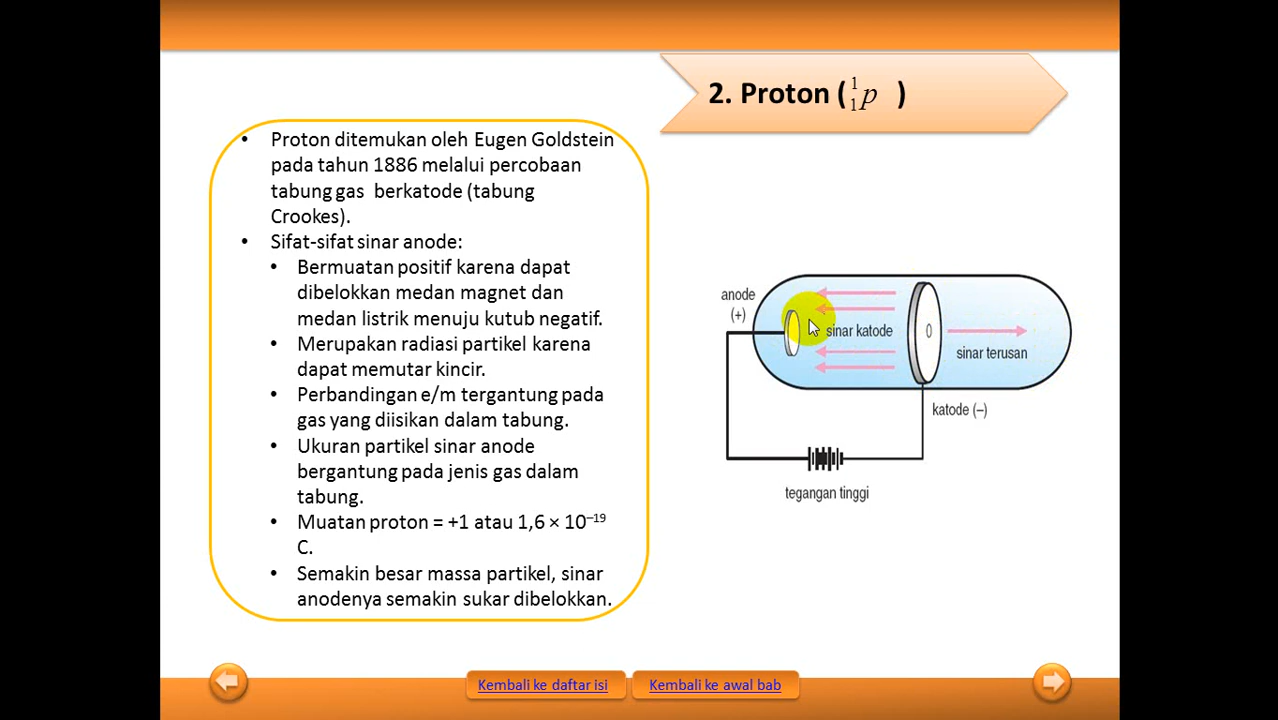 2. Proton ( ¹₁p )
• Proton ditemukan oleh Eugen Goldstein
pada tahun 1886 melalui percobaan
tabung gas berkatode (tabung
Crookes).
• Sifat-sifat sinar anode:
• Bermuatan positif karena dapat
dibelokkan medan magnet dan
medan listrik menuju kutub negatif.
• Merupakan radiasi partikel karena
dapat memutar kincir.
• Perbandingan e/m tergantung pada
gas yang diisikan dalam tabung.
• Ukuran partikel sinar anode
bergantung pada jenis gas dalam
tabung.
• Muatan proton = +1 atau 1,6 × 10⁻¹⁹
C.
• Semakin besar massa partikel, sinar
anodenya semakin sukar dibelokkan.
anode
(+)
sinar katode
sinar terusan
katode (–)
tegangan tinggi
Kembali ke daftar isi
Kembali ke awal bab